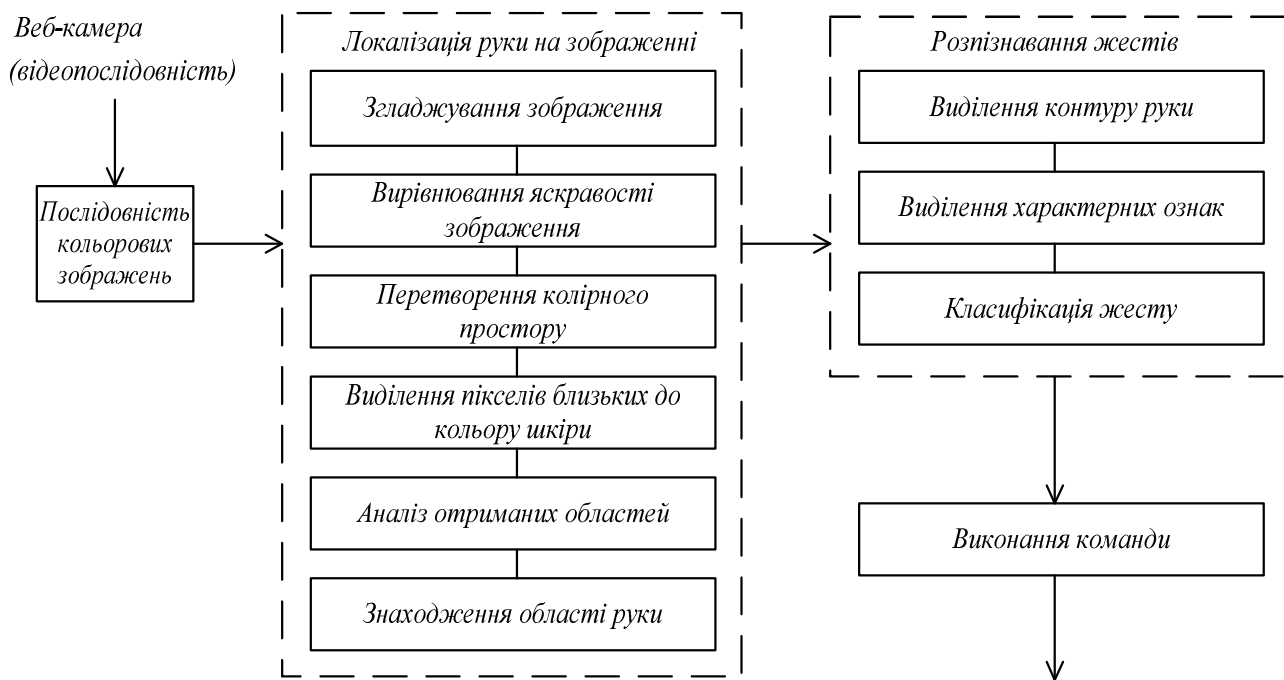 Веб-камера
(відеопослідовність)
Послідовність
кольорових
зображень
Локалізація руки на зображенні
Згладжування зображення
Вирівнювання яскравості
зображення
Перетворення колірного
простору
Виділення пікселів близьких до
кольору шкіри
Аналіз отриманих областей
Знаходження області руки
Розпізнавання жестів
Виділення контуру руки
Виділення характерних ознак
Класифікація жесту
Виконання команди